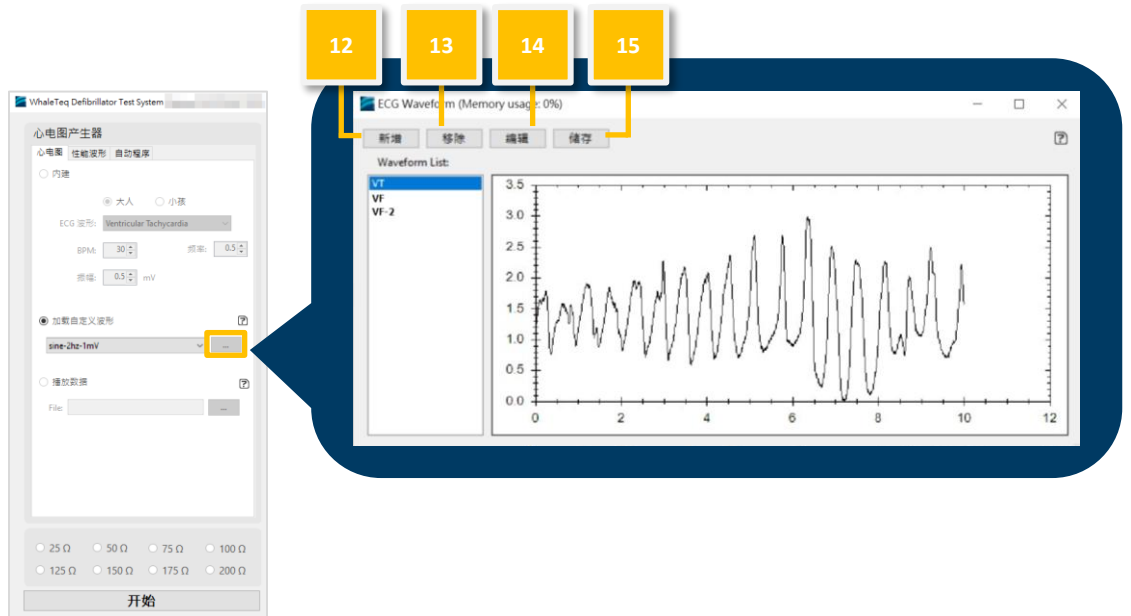 12 13 14 15
WhaleTeq Defibrillator Test System
心电图产生器
心电图 性能波形 自动程序
内建
大人 小孩
ECG 波形: Ventricular Tachycardia
BPM: 30 频率: 0.5
振幅: 0.5 mV
加载自定义波形 ?
sine-2hz-1mV ...
播放数据 ?
File: ...
25 Ω 50 Ω 75 Ω 100 Ω
125 Ω 150 Ω 175 Ω 200 Ω
开始
ECG Waveform (Memory usage: 0%)
新增 移除 编辑 储存 ?
Waveform List:
VT
VF
VF-2
3.5
3.0
2.5
2.0
1.5
1.0
0.5
0.0
0 2 4 6 8 10 12